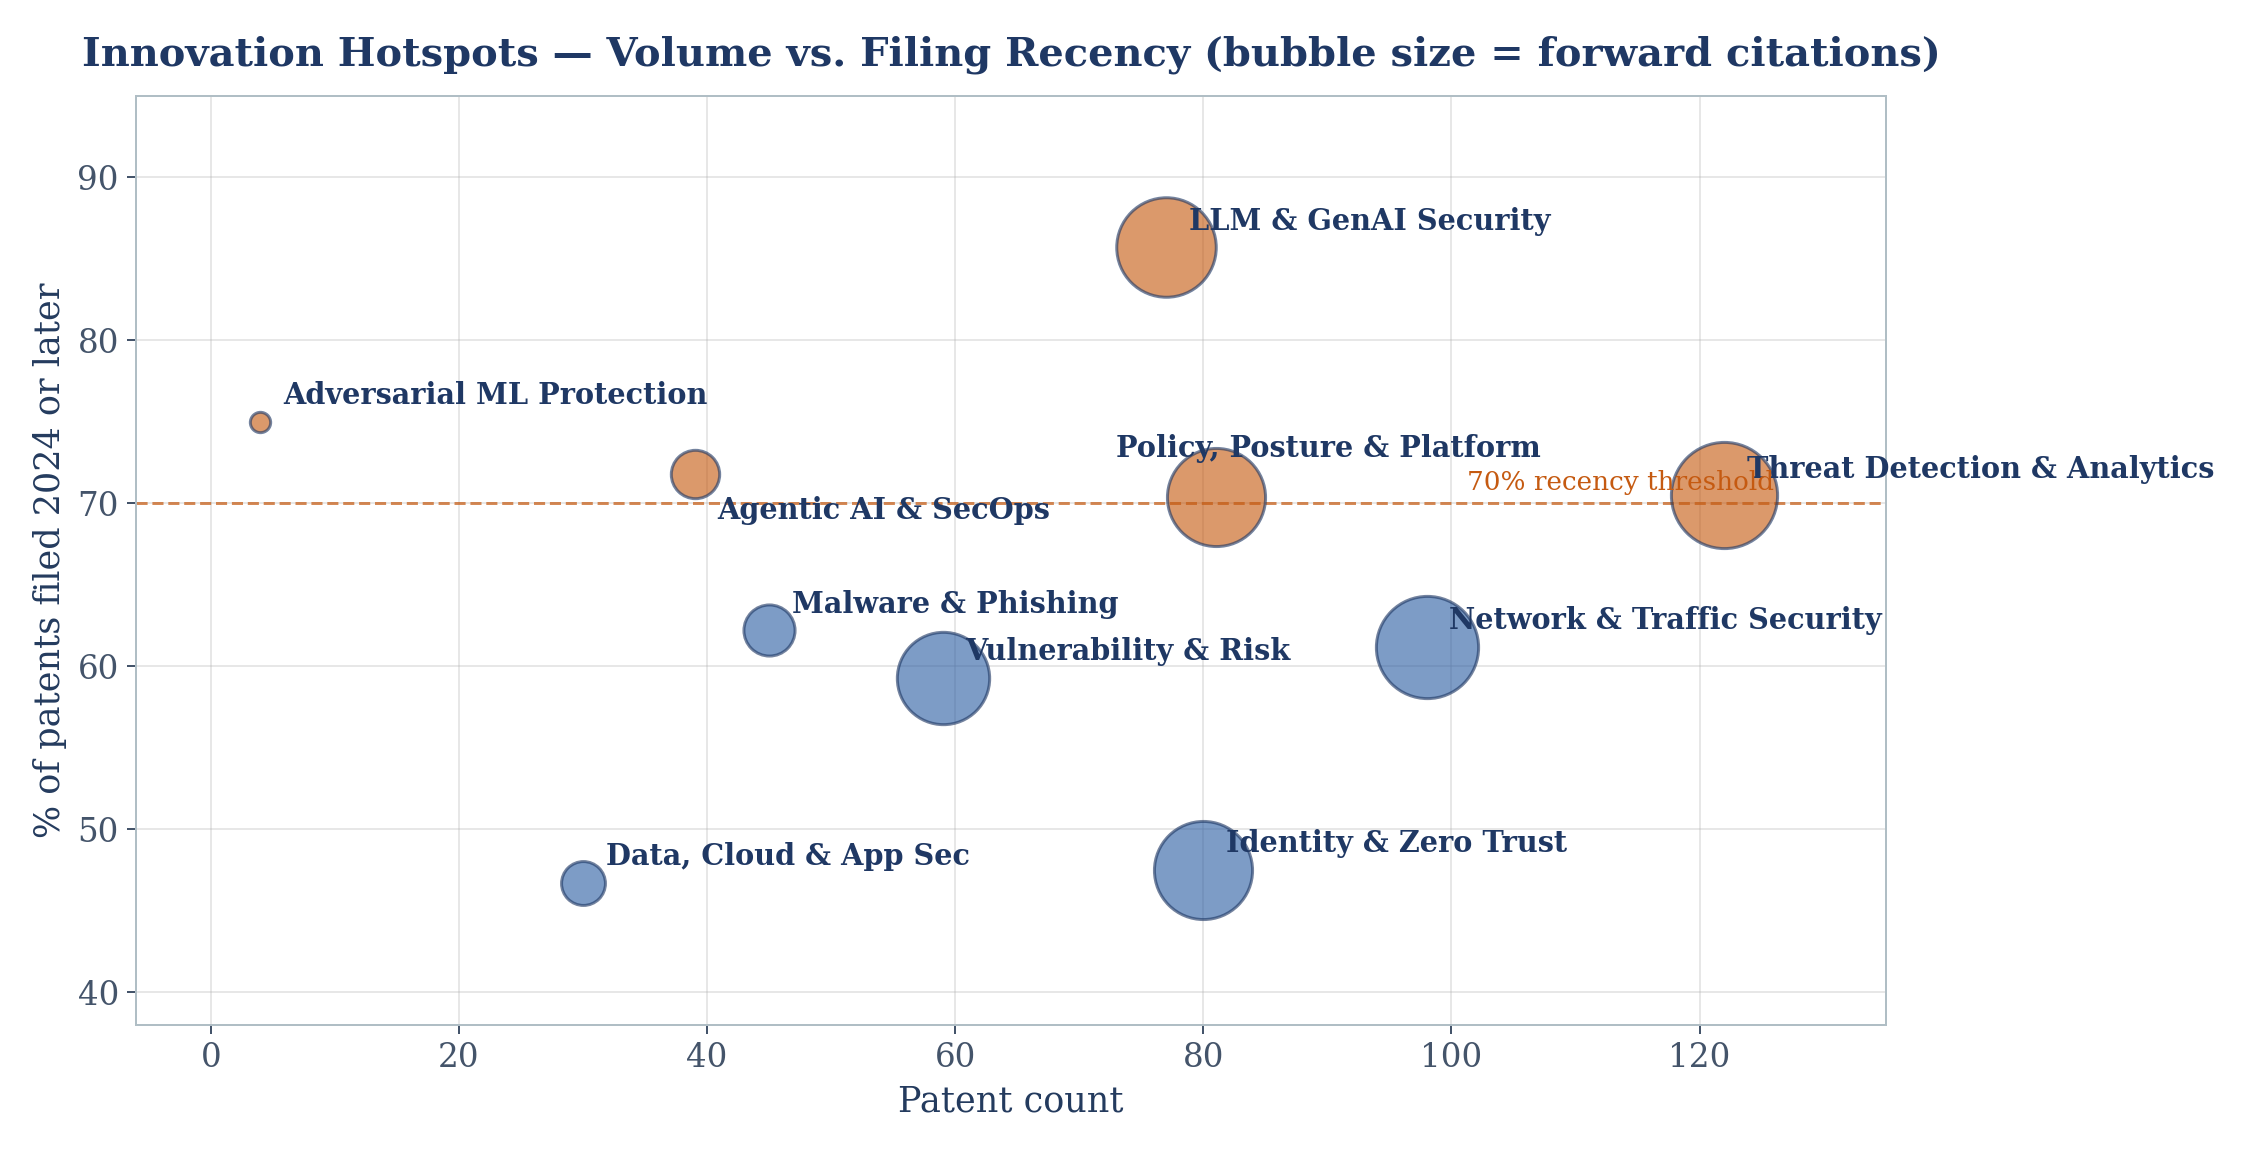 Innovation Hotspots — Volume vs. Filing Recency (bubble size = forward citations)
% of patents filed 2024 or later
90
80
70
60
50
40
LLM & GenAI Security
Adversarial ML Protection
Policy, Posture & Platform
70% recency threshold
Threat Detection & Analytics
Agentic AI & SecOps
Malware & Phishing
Network & Traffic Security
Vulnerability & Risk
Data, Cloud & App Sec
Identity & Zero Trust
0 20 40 60 80 100 120
Patent count